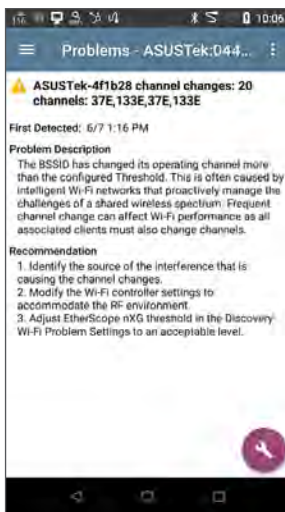 10:06
Problems - ASUSTek:044...
ASUSTek-4f1b28 channel changes: 20
channels: 37E,133E,37E,133E
First Detected: 6/7 1:16 PM
Problem Description
The BSSID has changed its operating channel more
than the configured Threshold. This is often caused by
intelligent Wi-Fi networks that proactively manage the
challenges of a shared wireless spectrum. Frequent
channel change can affect Wi-Fi performance as all
associated clients must also change channels.
Recommendation
1. Identify the source of the interference that is
causing the channel changes.
2. Modify the Wi-Fi controller settings to
accommodate the RF environment.
3. Adjust EtherScope nXG threshold in the Discovery
Wi-Fi Problem Settings to an acceptable level.